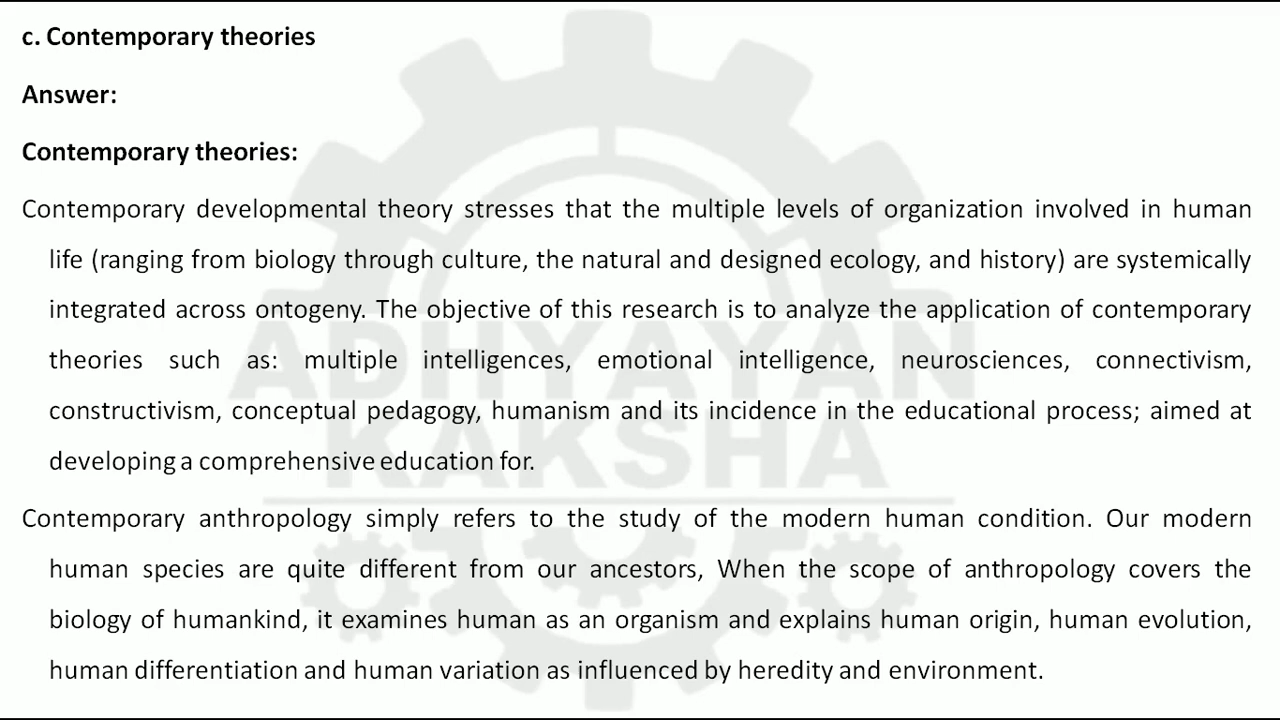 c. Contemporary theories
Answer:
Contemporary theories:
Contemporary developmental theory stresses that the multiple levels of organization involved in human
life (ranging from biology through culture, the natural and designed ecology, and history) are systemically
integrated across ontogeny. The objective of this research is to analyze the application of contemporary
theories such as: multiple intelligences, emotional intelligence, neurosciences, connectivism,
constructivism, conceptual pedagogy, humanism and its incidence in the educational process; aimed at
developing a comprehensive education for.
Contemporary anthropology simply refers to the study of the modern human condition. Our modern
human species are quite different from our ancestors, When the scope of anthropology covers the
biology of humankind, it examines human as an organism and explains human origin, human evolution,
human differentiation and human variation as influenced by heredity and environment.
ADHYAYAN
KAKSHA